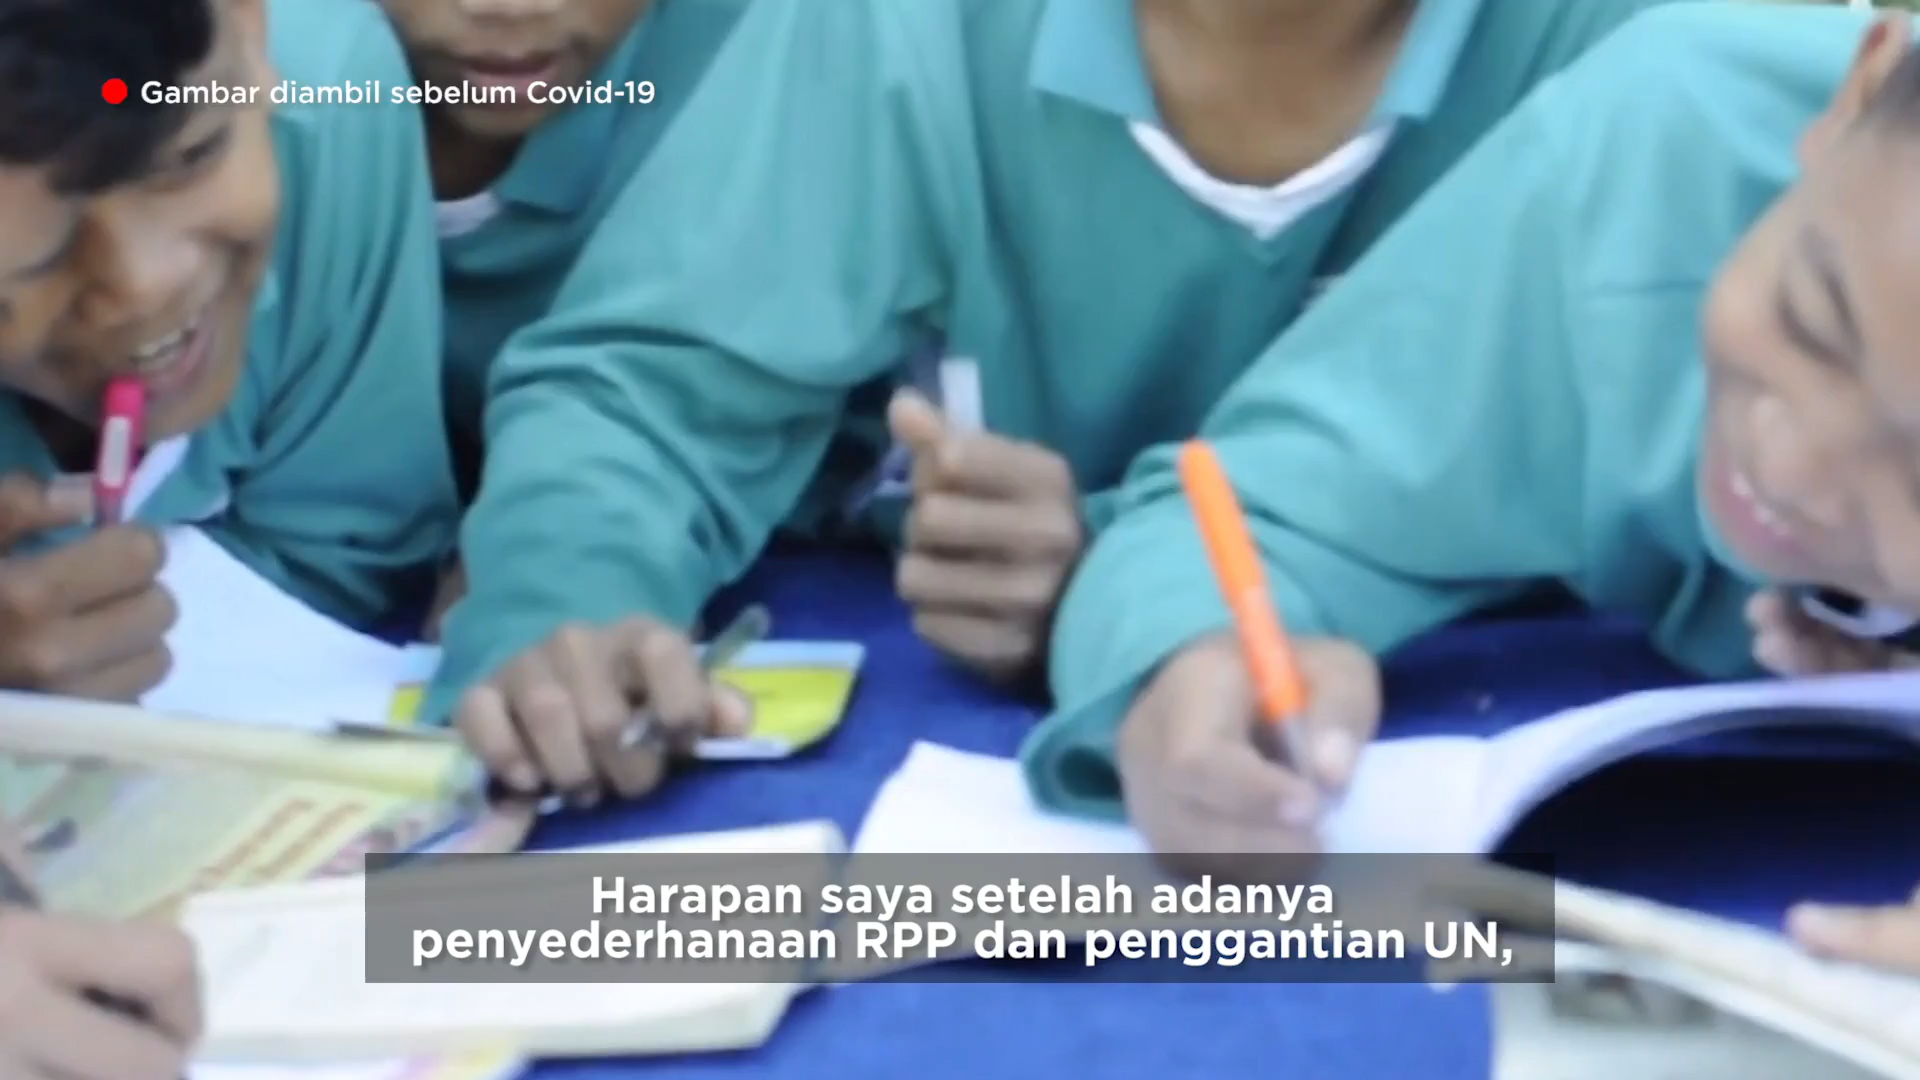 Gambar diambil sebelum Covid-19
Harapan saya setelah adanya
penyederhanaan RPP dan penggantian UN,